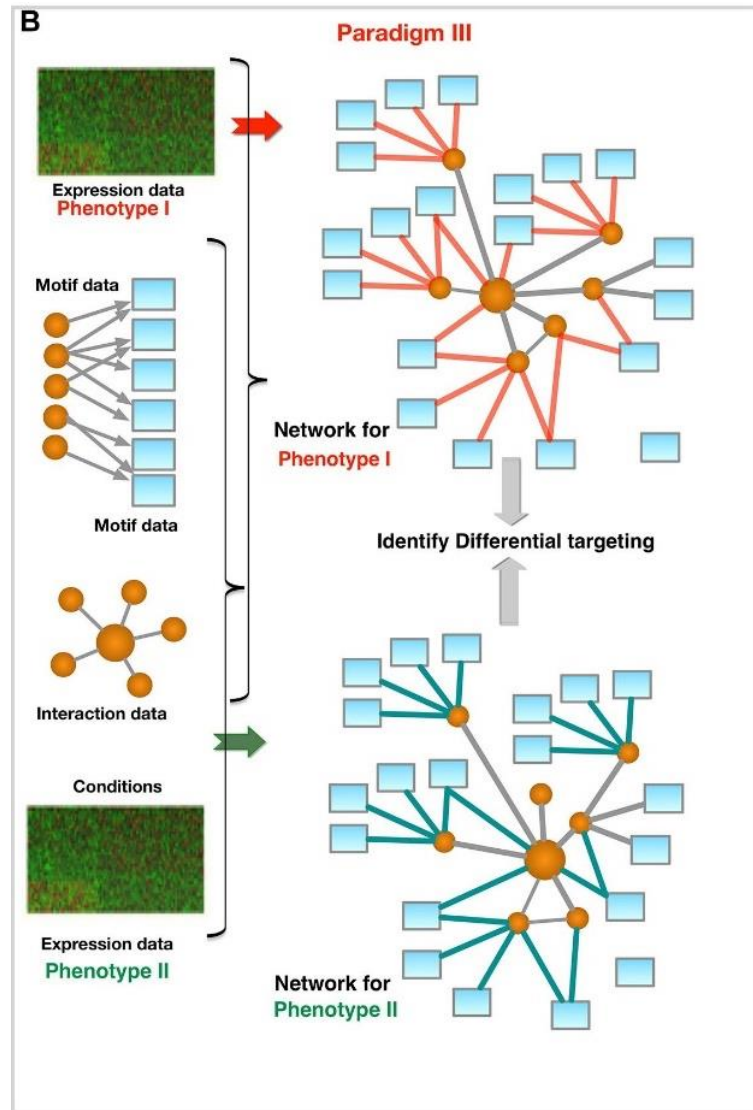 B
Paradigm III
Expression data
Phenotype I
Motif data
Motif data
Network for
Phenotype I
Identify Differential targeting
Interaction data
Conditions
Expression data
Phenotype II
Network for
Phenotype II